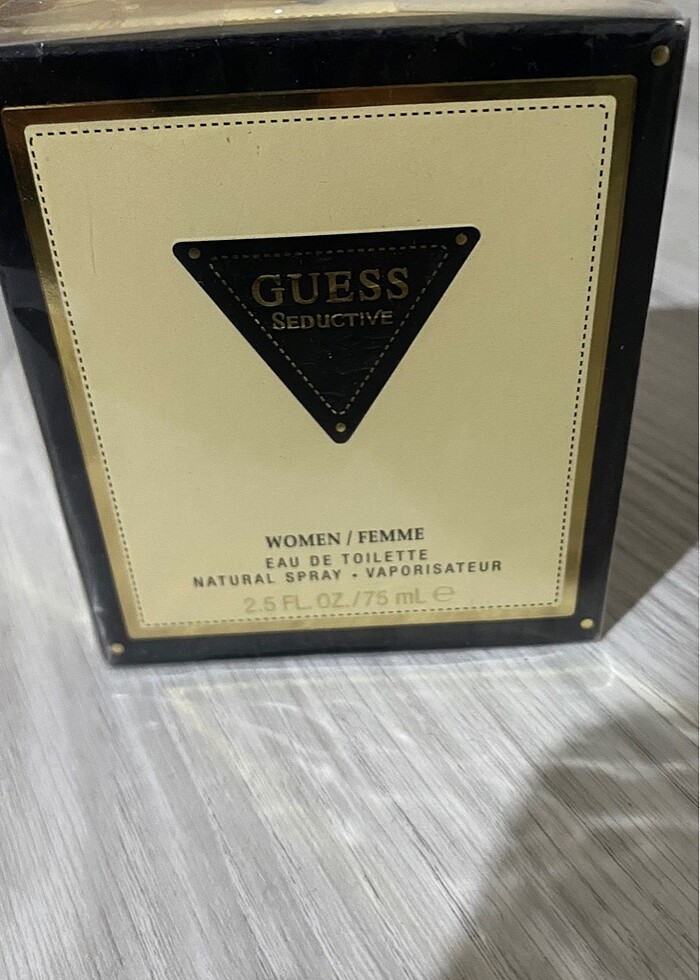 GUESS
SEDUCTIVE
WOMEN / FEMME
EAU DE TOILETTE
NATURAL SPRAY • VAPORISATEUR
2.5 FL. OZ. / 75 mL ℮